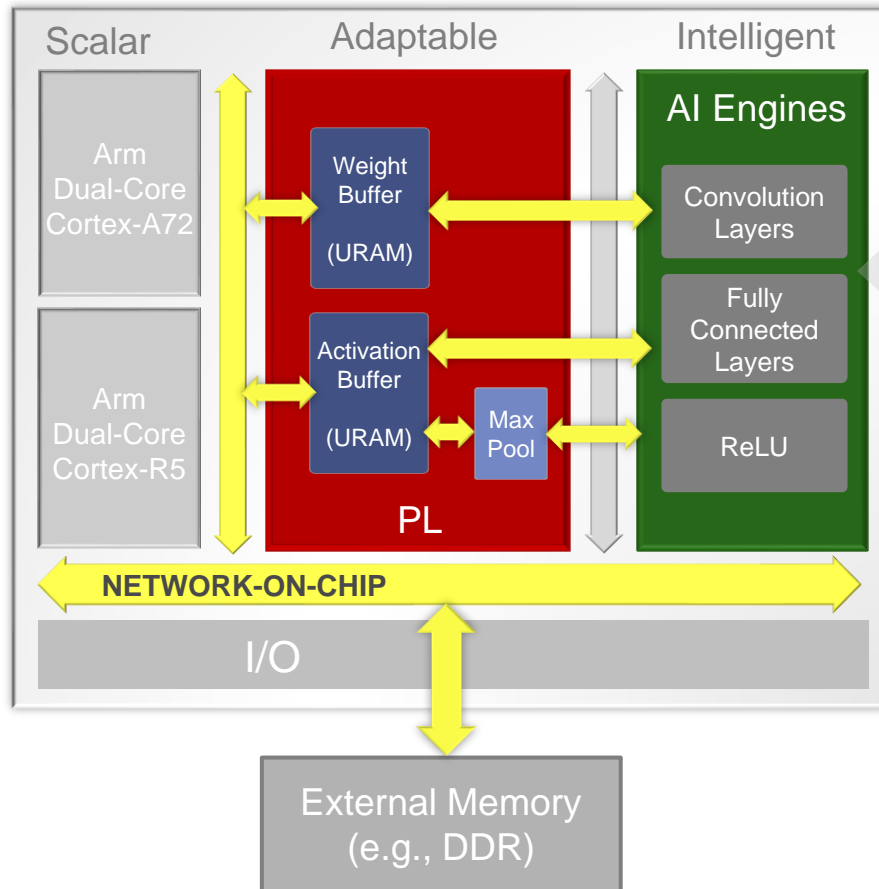 Scalar
Adaptable
Intelligent
Arm
Dual-Core
Cortex-A72
Arm
Dual-Core
Cortex-R5
Weight
Buffer
(URAM)
Activation
Buffer
(URAM)
Max
Pool
PL
AI Engines
Convolution
Layers
Fully
Connected
Layers
ReLU
NETWORK-ON-CHIP
I/O
External Memory
(e.g., DDR)